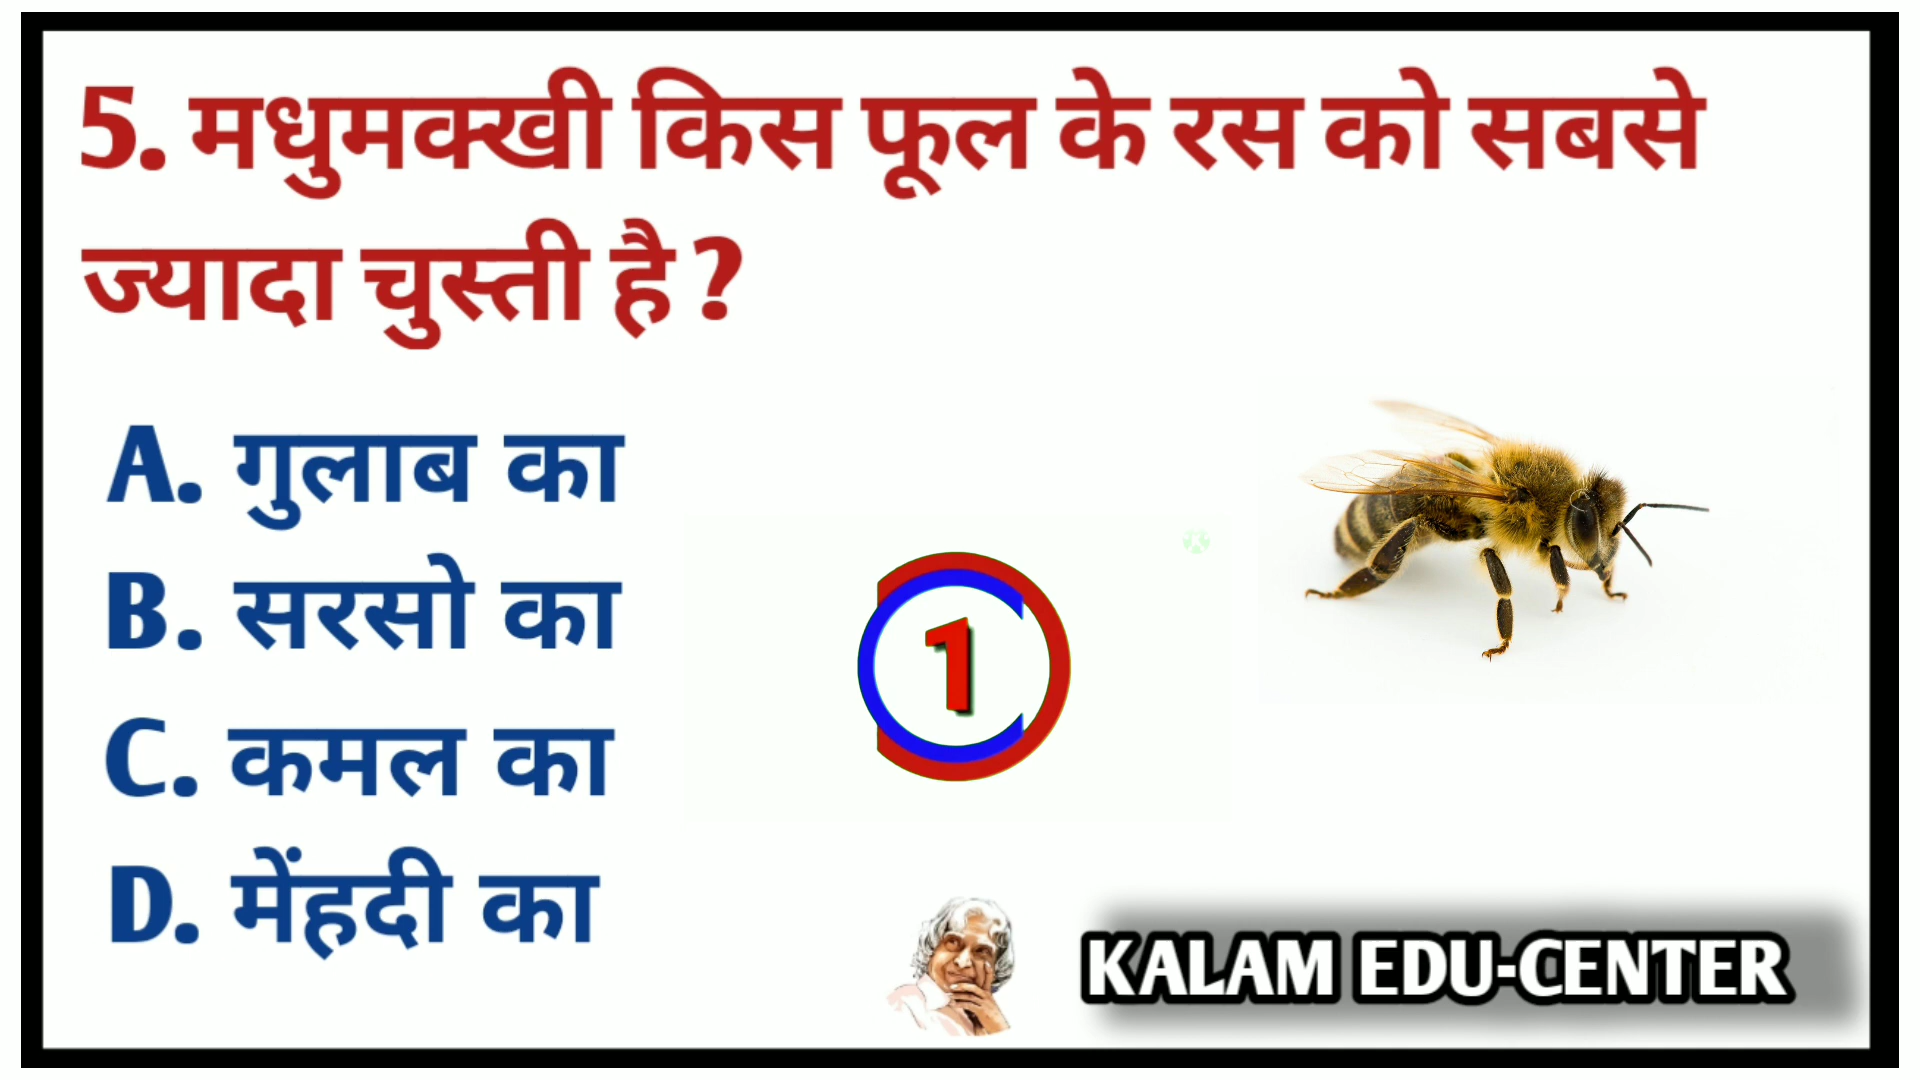 5. मधुमक्खी किस फूल के रस को सबसे
ज्यादा चुस्ती है ?
A. गुलाब का
B. सरसो का
C. कमल का
D. मेंहदी का
1
KALAM EDU-CENTER